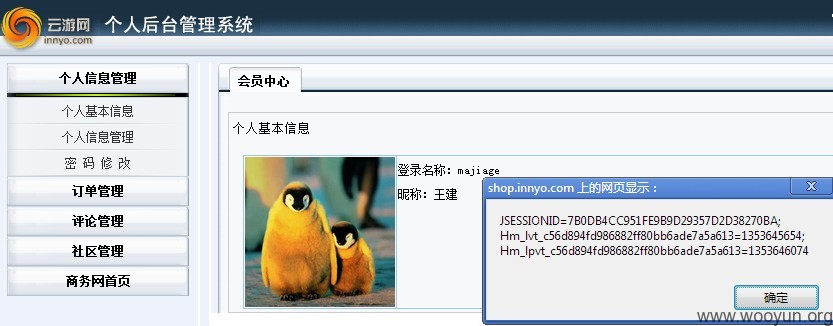 云游网
innyo.com
个人后台管理系统
个人信息管理
个人基本信息
个人信息管理
密 码 修 改
订单管理
评论管理
社区管理
商务网首页
会员中心
个人基本信息
登录名称：majiage
昵称：王建
shop.innyo.com 上的网页显示：
X
JSESSIONID=7B0DB4CC951FE9B9D29357D2D38270BA;
Hm_lvt_c56d894fd986882ff80bb6ade7a5a613=1353645654;
Hm_lpvt_c56d894fd986882ff80bb6ade7a5a613=1353646074
确定
www.wooyun.org